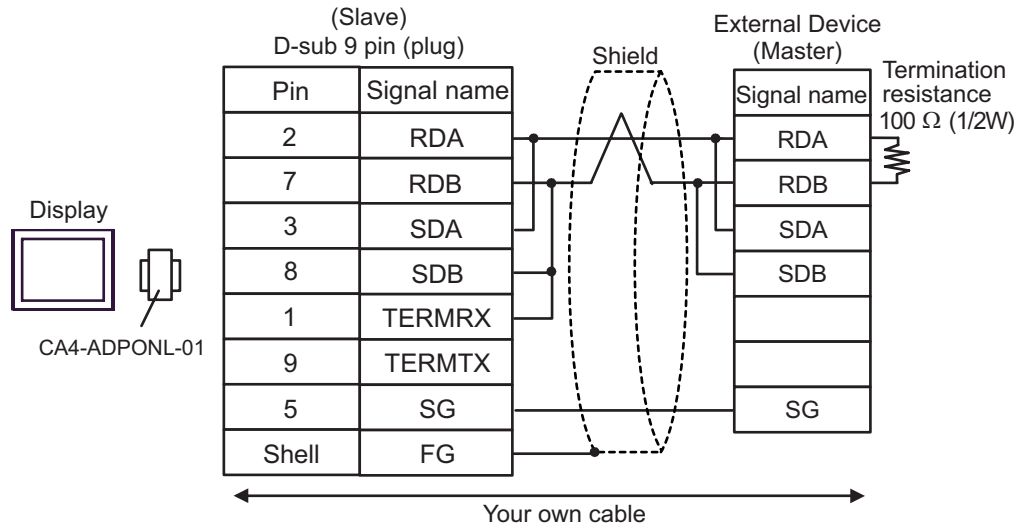 (Slave)
D-sub 9 pin (plug)
Shield
External Device
(Master)
Termination
resistance
100 Ω (1/2W)
Pin Signal name
Signal name
2 RDA
RDA
7 RDB
RDB
3 SDA
SDA
8 SDB
SDB
1 TERMRX
9 TERMTX
5 SG
SG
Shell FG
Display
CA4-ADPONL-01
Your own cable